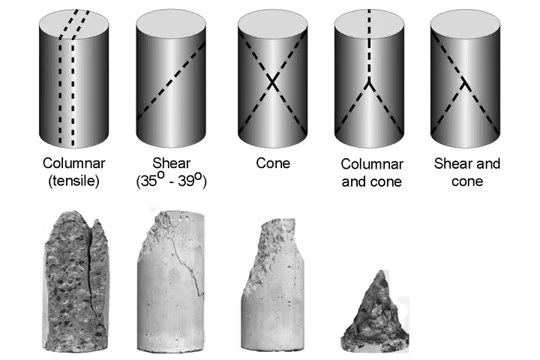 Columnar
(tensile)
Shear
(35° - 39°)
Cone
Columnar
and cone
Shear and
cone